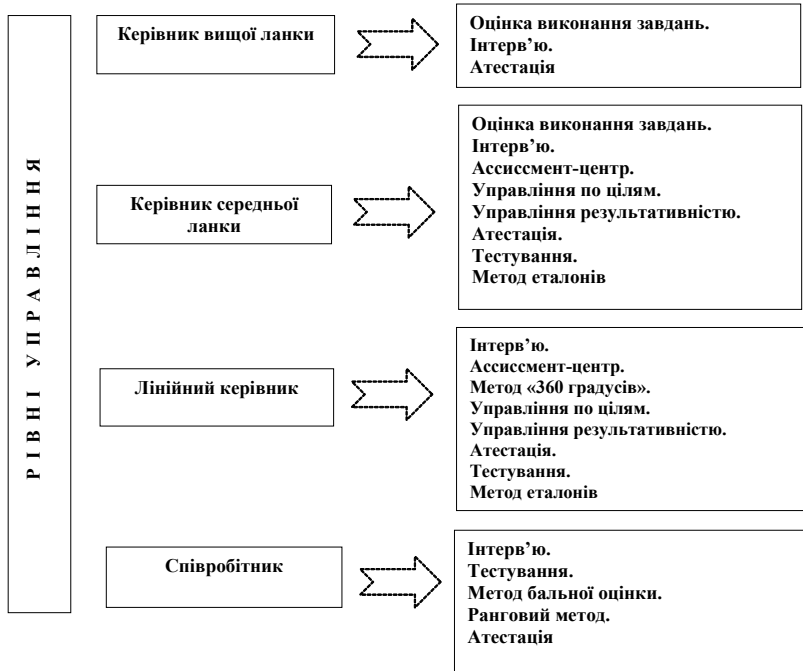 РІВНІ УПРАВЛІННЯ
Керівник вищої ланки
Оцінка виконання завдань.
Інтерв’ю.
Атестація
Керівник середньої
ланки
Оцінка виконання завдань.
Інтерв’ю.
Ассиссмент-центр.
Управління по цілям.
Управління результативністю.
Атестація.
Тестування.
Метод еталонів
Лінійний керівник
Інтерв’ю.
Ассиссмент-центр.
Метод «360 градусів».
Управління по цілям.
Управління результативністю.
Атестація.
Тестування.
Метод еталонів
Співробітник
Інтерв’ю.
Тестування.
Метод бальної оцінки.
Ранговий метод.
Атестація